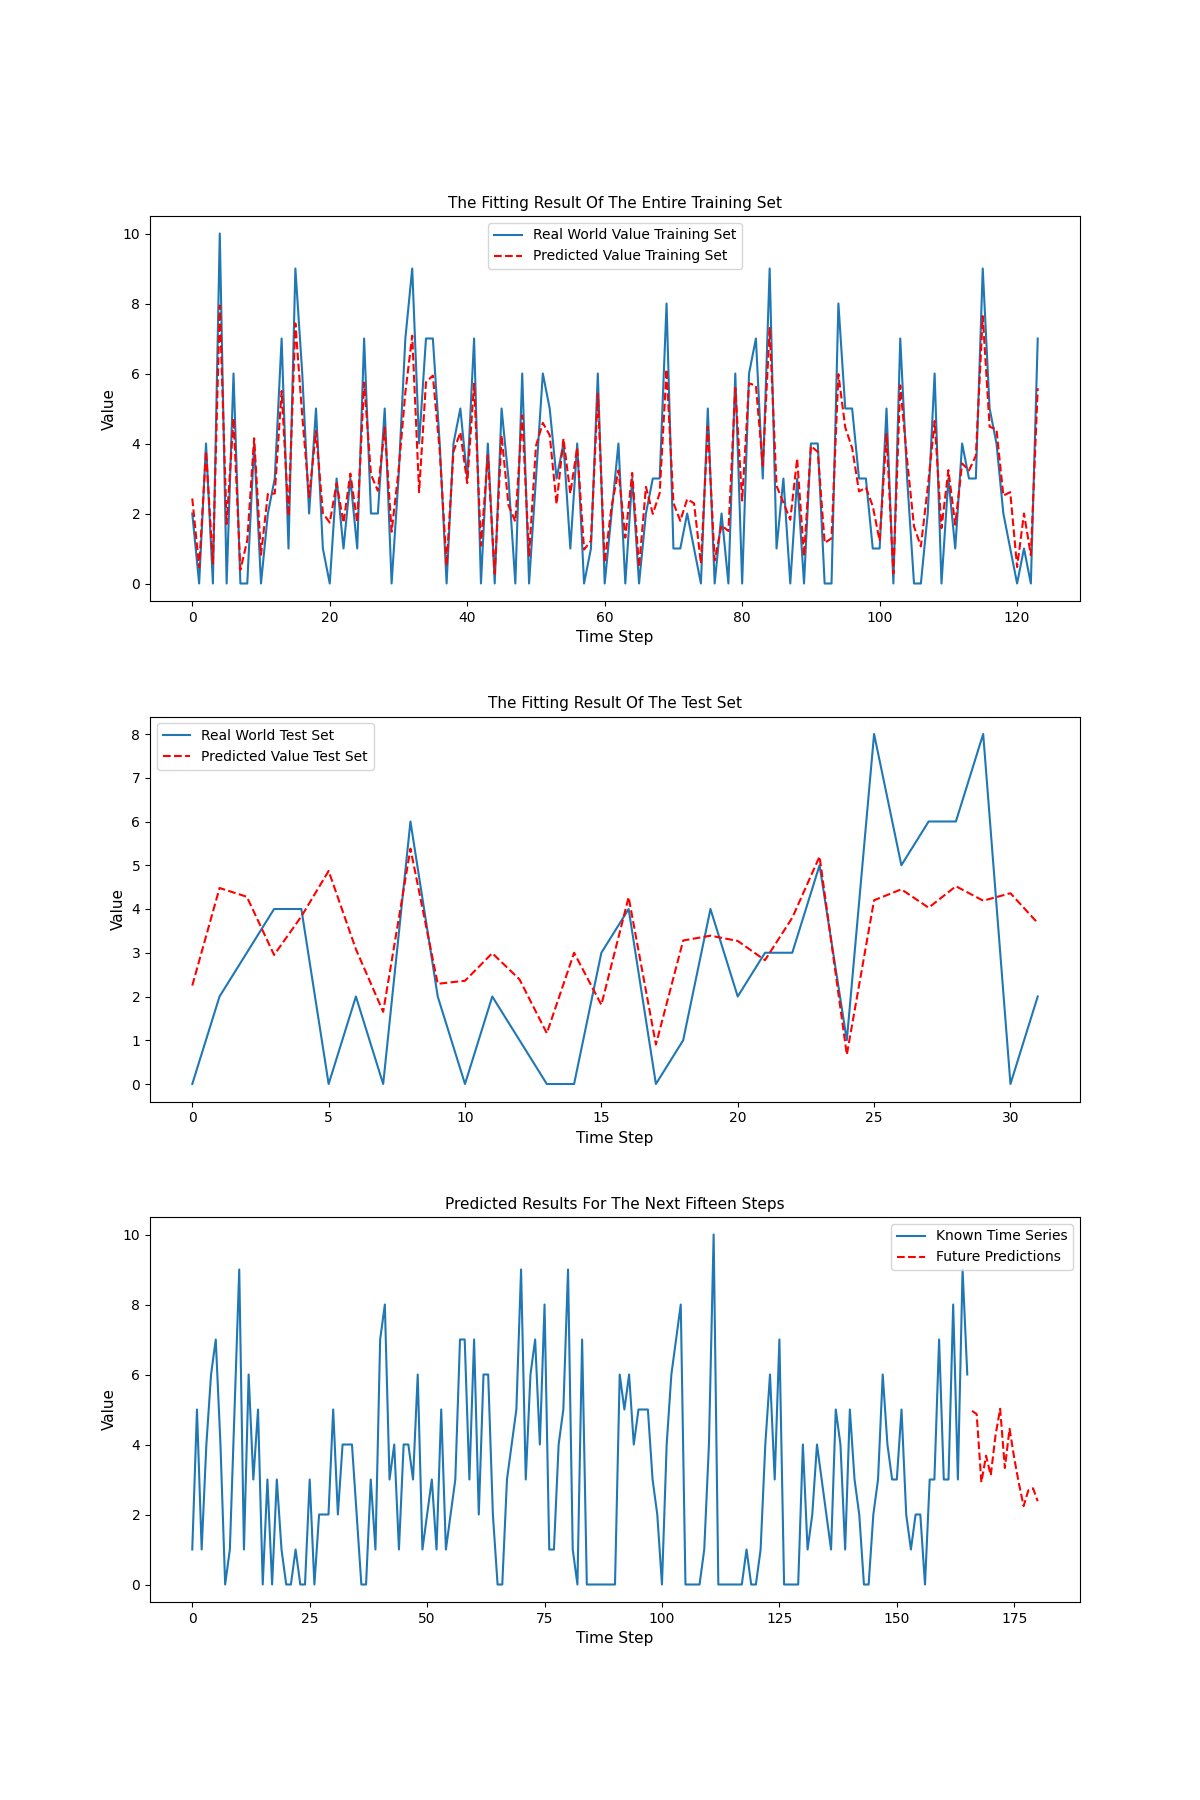 The Fitting Result Of The Entire Training Set
Real World Value Training Set
Predicted Value Training Set
Value
10
8
6
4
2
0
0 20 40 60 80 100 120
Time Step
The Fitting Result Of The Test Set
Real World Test Set
Predicted Value Test Set
Value
8
7
6
5
4
3
2
1
0
0 5 10 15 20 25 30
Time Step
Predicted Results For The Next Fifteen Steps
Known Time Series
Future Predictions
Value
10
8
6
4
2
0
0 25 50 75 100 125 150 175
Time Step